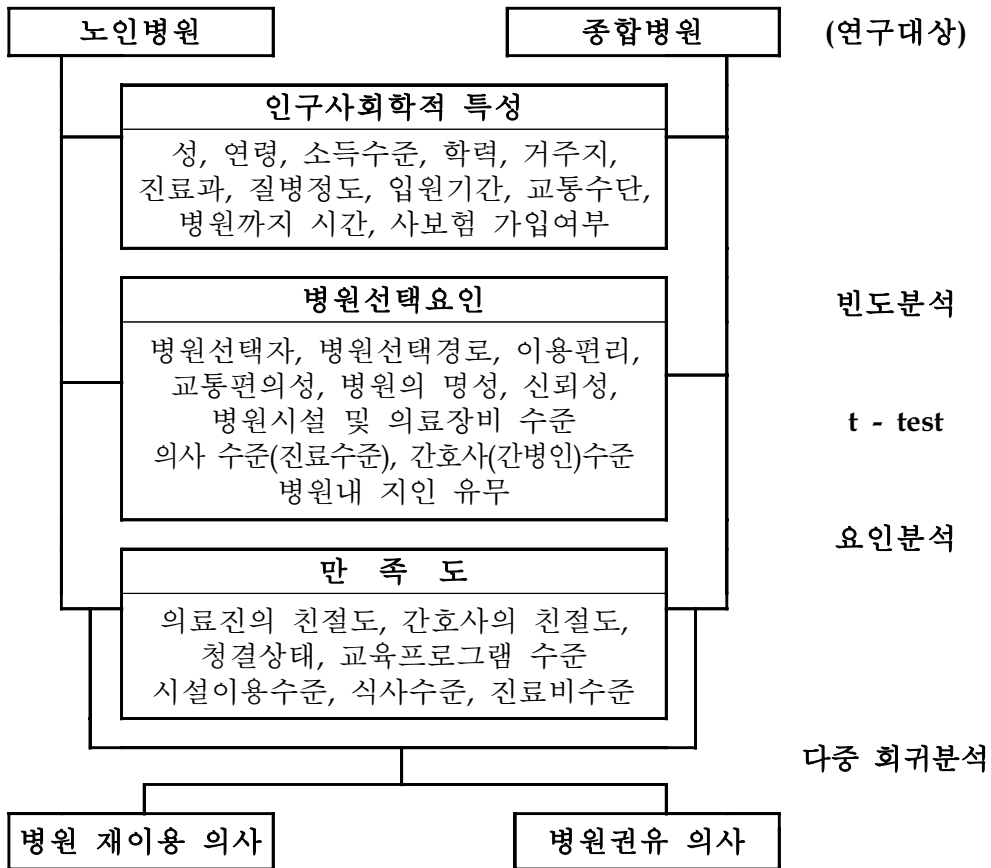 노인병원 종합병원 (연구대상)
인구사회학적 특성
성, 연령, 소득수준, 학력, 거주지,
진료과, 질병정도, 입원기간, 교통수단,
병원까지 시간, 사보험 가입여부
병원선택요인
빈도분석
병원선택자, 병원선택경로, 이용편리,
교통편의성, 병원의 명성, 신뢰성,
병원시설 및 의료장비 수준
t - test
의사 수준(진료수준), 간호사(간병인)수준
병원내 지인 유무
요인분석
만 족 도
의료진의 친절도, 간호사의 친절도,
청결상태, 교육프로그램 수준
시설이용수준, 식사수준, 진료비수준
다중 회귀분석
병원 재이용 의사 병원권유 의사